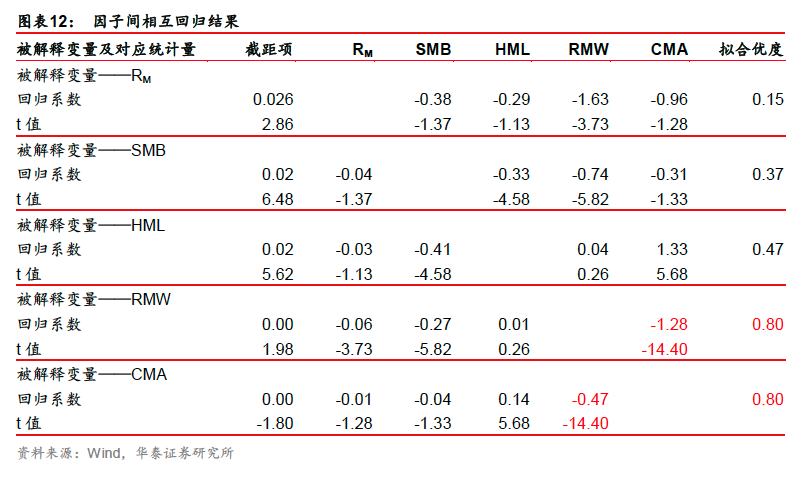 图表12： 因子间相互回归结果
被解释变量及对应统计量 截距项 RM SMB HML RMW CMA 拟合优度
被解释变量——RM
回归系数 0.026 -0.38 -0.29 -1.63 -0.96 0.15
t 值 2.86 -1.37 -1.13 -3.73 -1.28
被解释变量——SMB
回归系数 0.02 -0.04 -0.33 -0.74 -0.31 0.37
t 值 6.48 -1.37 -4.58 -5.82 -1.33
被解释变量——HML
回归系数 0.02 -0.03 -0.41 0.04 1.33 0.47
t 值 5.62 -1.13 -4.58 0.26 5.68
被解释变量——RMW
回归系数 0.00 -0.06 -0.27 0.01 -1.28 0.80
t 值 1.98 -3.73 -5.82 0.26 -14.40
被解释变量——CMA
回归系数 0.00 -0.01 -0.04 0.14 -0.47 0.80
t 值 -1.80 -1.28 -1.33 5.68 -14.40
资料来源：Wind，华泰证券研究所